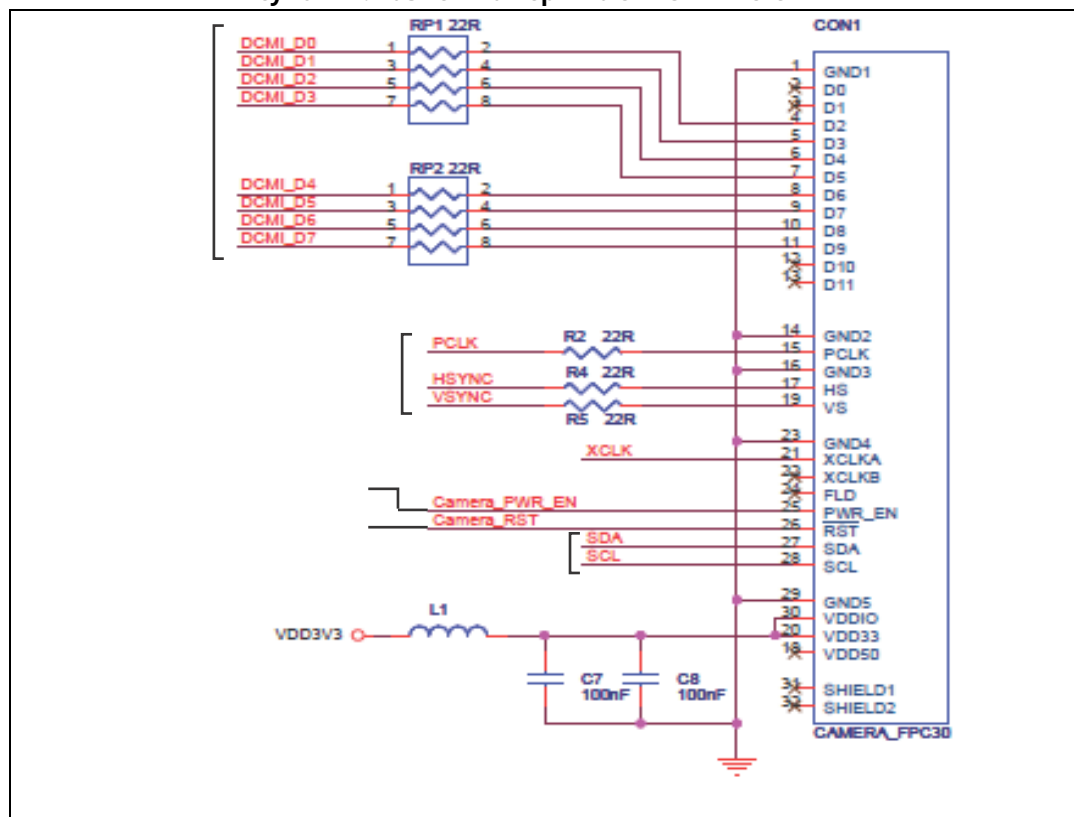 RP1 22R
CON1
DCMI_D0 1 2
DCMI_D1 3 4
DCMI_D2 5 6
DCMI_D3 7 8
1 GND1
D0
D1
4 D2
5 D3
6 D4
7 D5
RP2 22R
DCMI_D4 1 2 8 D6
DCMI_D5 3 4 9 D7
DCMI_D6 5 6 10 D8
DCMI_D7 7 8 11 D9
12 D10
13 D11
14 GND2
PCLK R2 22R 15 PCLK
16 GND3
HSYNC R4 22R 17 HS
VSYNC R5 22R 19 VS
23 GND4
XCLK 21 XCLKA
XCLKB
FLD
Camera_PWR_EN 25 PWR_EN
Camera_RST 26 RST
SDA 27 SDA
SCL 28 SCL
29 GND5
30 VDDIO
VDD3V3 L1 20 VDD33
18 VDD50
C7 100nF
C8 100nF
31 SHIELD1
32 SHIELD2
CAMERA_FPC30